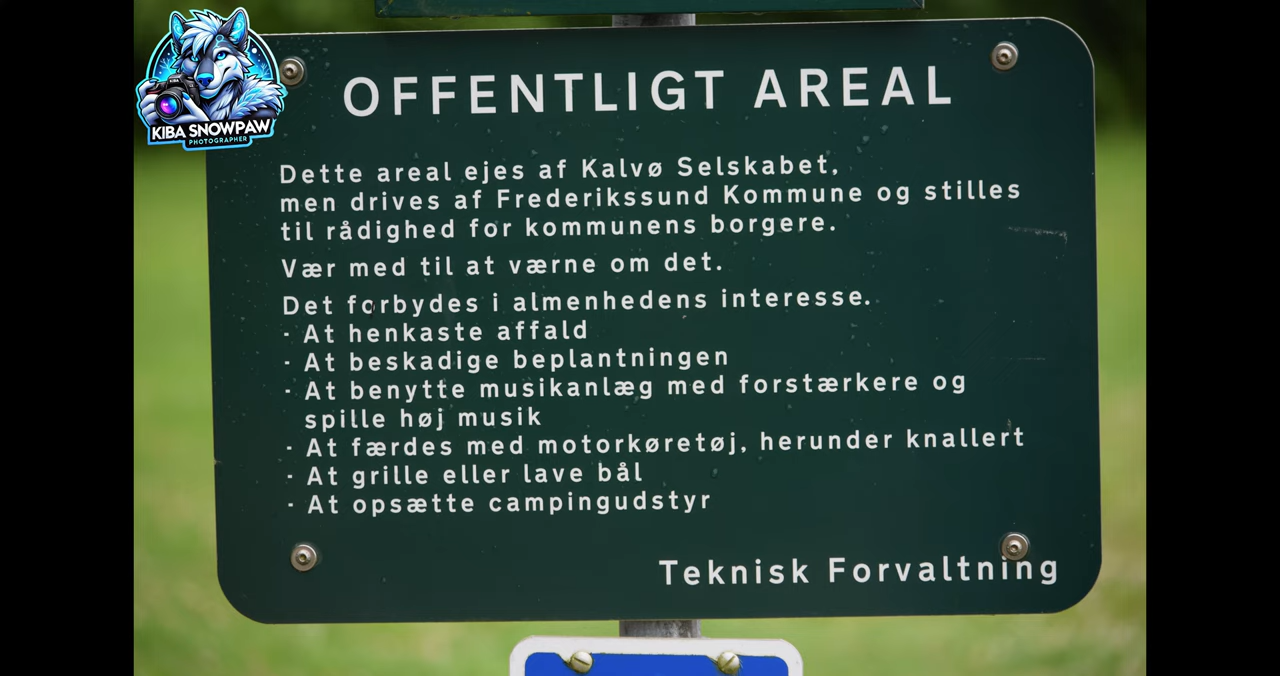 KIBA
KIBA SNOWPAW
PHOTOGRAPHER
OFFENTLIGT AREAL
Dette areal ejes af Kalvø Selskabet,
men drives af Frederikssund Kommune og stilles
til rådighed for kommunens borgere.
Vær med til at værne om det.
Det forbydes i almenhedens interesse.
- At henkaste affald
- At beskadige beplantningen
- At benytte musikanlæg med forstærkere og
spille høj musik
- At færdes med motorkøretøj, herunder knallert
- At grille eller lave bål
- At opsætte campingudstyr
Teknisk Forvaltning